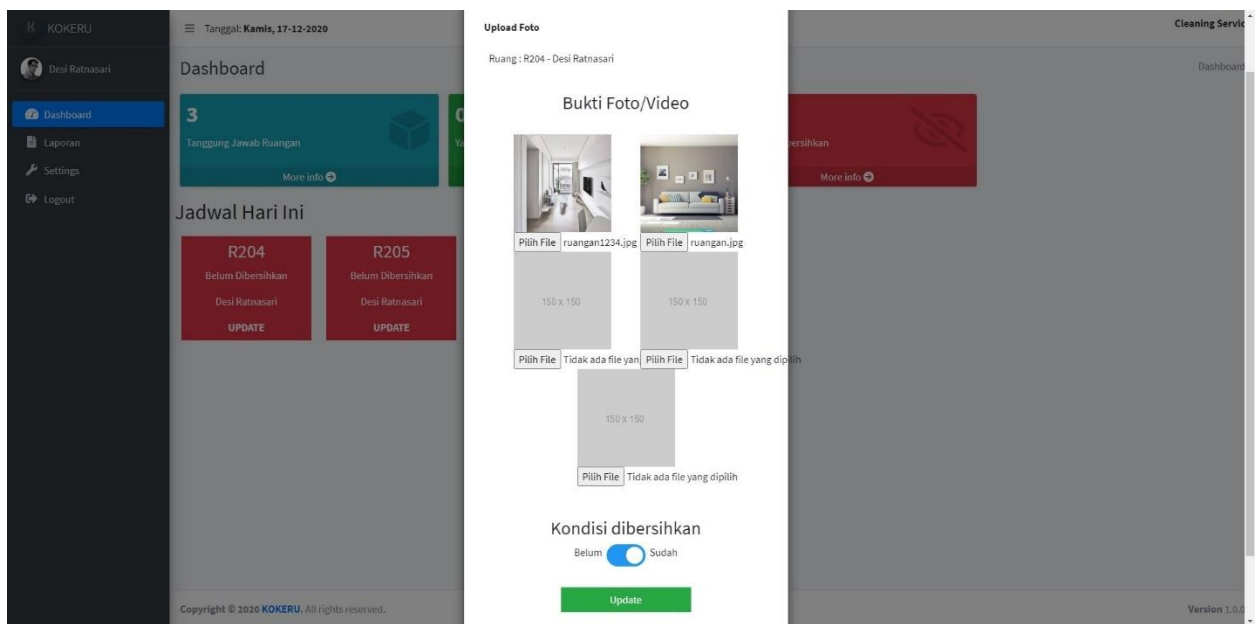 KOKERU
Tanggal: Kamis, 17-12-2020
Cleaning Servic
Desi Ratnasari
Dashboard
Laporan
Settings
Logout
Dashboard
Dashboard
3
Tanggung Jawab Ruangan
More info
More info
Jadwal Hari Ini
R204
Belum Dibersihkan
Desi Ratnasari
UPDATE
R205
Belum Dibersihkan
Desi Ratnasari
UPDATE
Upload Foto
Ruang : R204 - Desi Ratnasari
Bukti Foto/Video
Pilih File ruangan1234.jpg
Pilih File ruangan.jpg
150 x 150
150 x 150
Pilih File Tidak ada file yan
Pilih File Tidak ada file yang dipilih
150 x 150
Pilih File Tidak ada file yang dipilih
Kondisi dibersihkan
Belum Sudah
Update
Copyright © 2020 KOKERU. All rights reserved.
Version 1.0.0